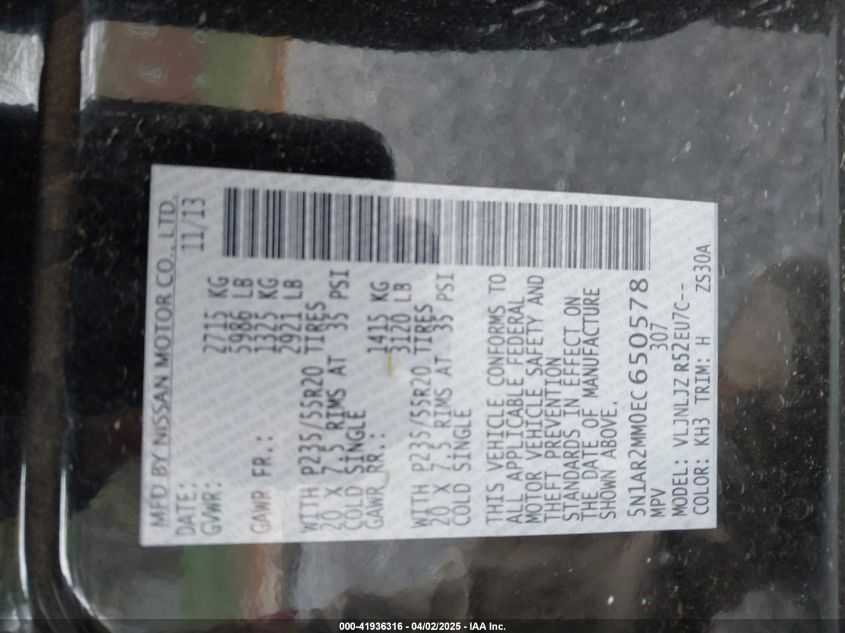 MFD BY NISSAN MOTOR CO., LTD.
DATE: 11/13
GVWR: 2715 KG
5986 LB
GAWR FR.: 1325 KG
2921 LB
WITH P235/55R20 TIRES
20 X 7.5 RIMS AT 35 PSI
COLD SINGLE
GAWR RR.: 1415 KG
3120 LB
WITH P235/55R20 TIRES
20 X 7.5 RIMS AT 35 PSI
COLD SINGLE
THIS VEHICLE CONFORMS TO
ALL APPLICABLE FEDERAL
MOTOR VEHICLE SAFETY AND
THEFT PREVENTION
STANDARDS IN EFFECT ON
THE DATE OF MANUFACTURE
SHOWN ABOVE.
5N1AR2MM0EC650578
MPV 307
MODEL: VLJNLJZ R52EU7C--
COLOR: KH3 TRIM: H ZS30A
000-41936316 - 04/02/2025 - IAA Inc.